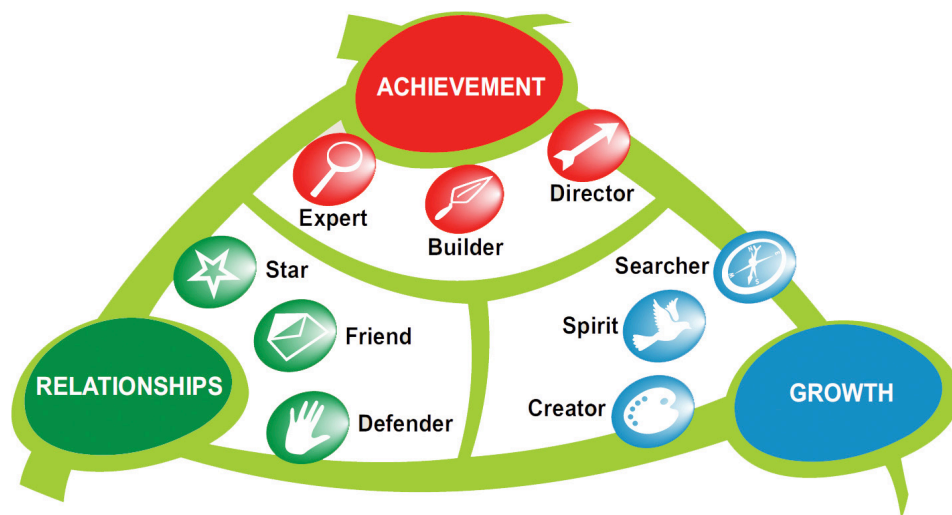 ACHIEVEMENT
Expert
Builder
Director
Star
Friend
Defender
RELATIONSHIPS
Searcher
Spirit
Creator
GROWTH